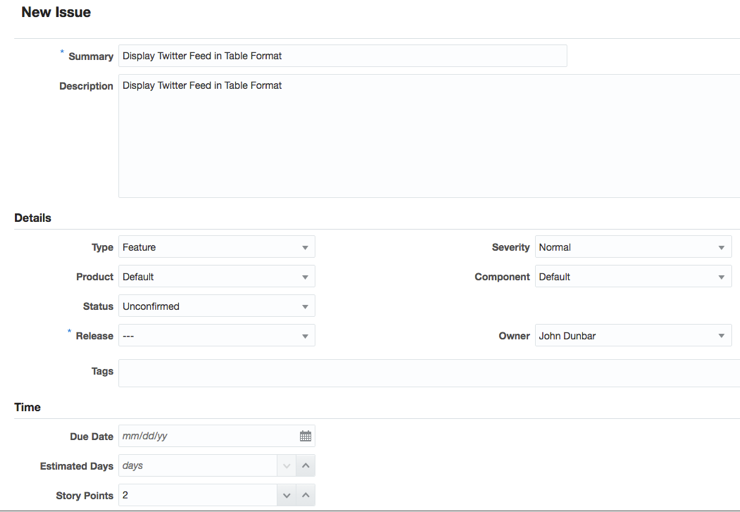 New Issue
* Summary Display Twitter Feed in Table Format
Description Display Twitter Feed in Table Format
Details
Type Feature Severity Normal
Product Default Component Default
Status Unconfirmed
* Release --- Owner John Dunbar
Tags
Time
Due Date mm/dd/yy
Estimated Days days
Story Points 2